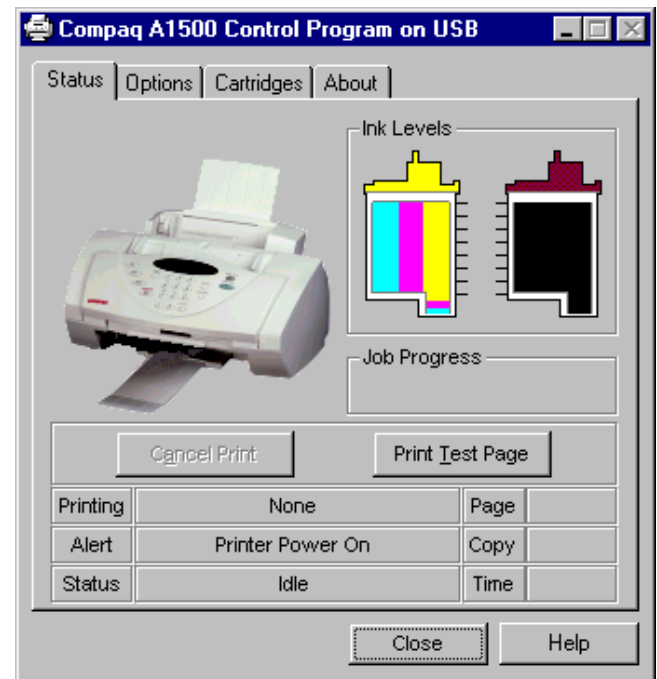 Compaq A1500 Control Program on USB
Status Options Cartridges About
Ink Levels
Job Progress
Cancel Print Print Test Page
Printing None Page
Alert Printer Power On Copy
Status Idle Time
Close Help